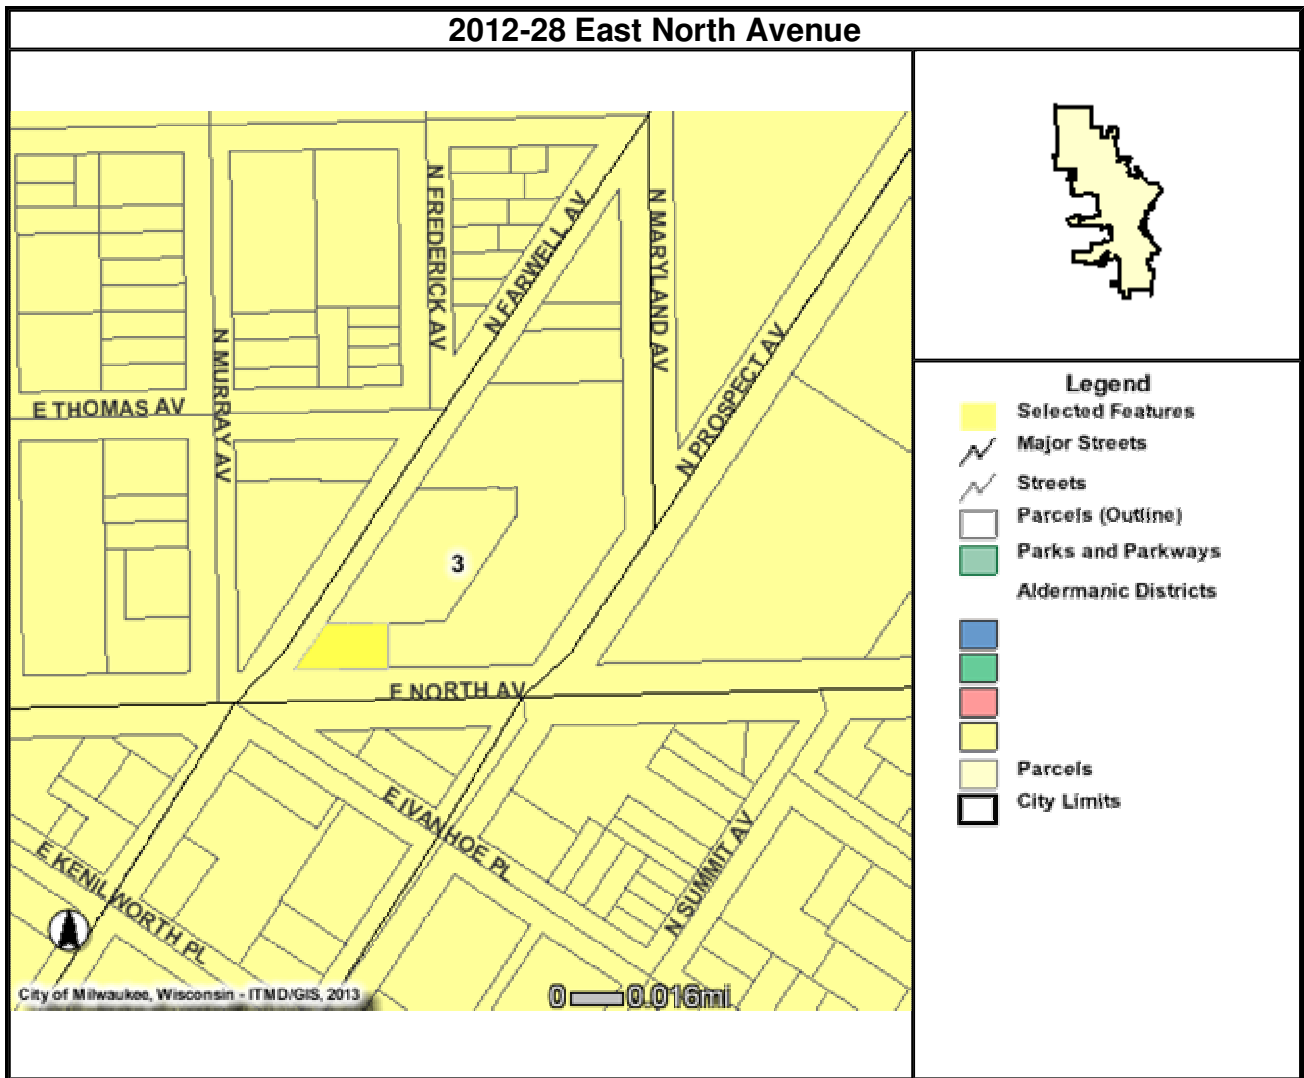 2012-28 East North Avenue
N FREDERICK AV
N FARWELL AV
N MARYLAND AV
N PROSPECT AV
N MURRAY AV
E THOMAS AV
3
E NORTH AV
E IVANHOE PL
N SUMMIT AV
E KENILWORTH PL
City of Milwaukee, Wisconsin - ITMD/GIS, 2013
0 0.016mi
Legend
Selected Features
Major Streets
Streets
Parcels (Outline)
Parks and Parkways
Aldermanic Districts
Parcels
City Limits